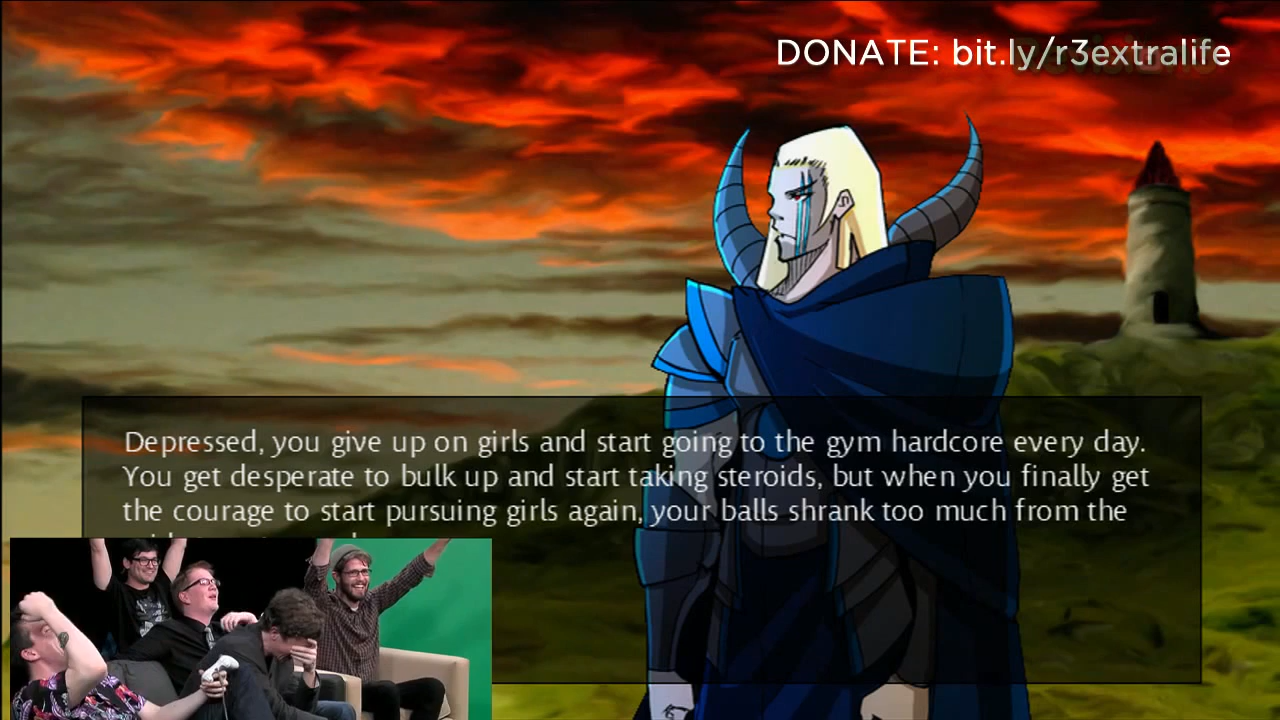 DONATE: bit.ly/r3extralife
Depressed, you give up on girls and start going to the gym hardcore every day.
You get desperate to bulk up and start taking steroids, but when you finally get
the courage to start pursuing girls again, your balls shrank too much from the